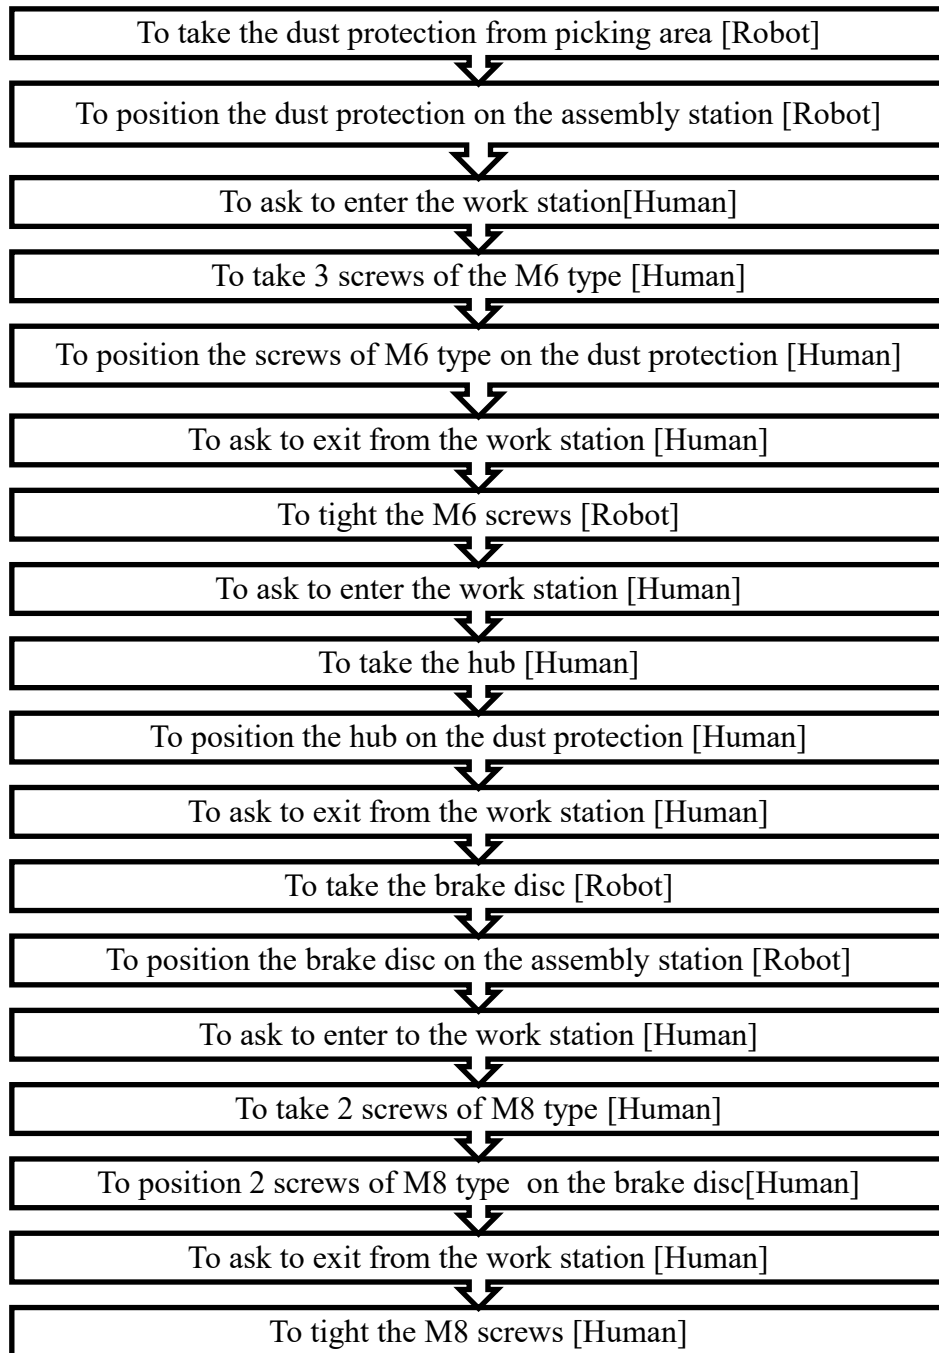 To take the dust protection from picking area [Robot]
To position the dust protection on the assembly station [Robot]
To ask to enter the work station[Human]
To take 3 screws of the M6 type [Human]
To position the screws of M6 type on the dust protection [Human]
To ask to exit from the work station [Human]
To tight the M6 screws [Robot]
To ask to enter the work station [Human]
To take the hub [Human]
To position the hub on the dust protection [Human]
To ask to exit from the work station [Human]
To take the brake disc [Robot]
To position the brake disc on the assembly station [Robot]
To ask to enter to the work station [Human]
To take 2 screws of M8 type [Human]
To position 2 screws of M8 type  on the brake disc[Human]
To ask to exit from the work station [Human]
To tight the M8 screws [Human]